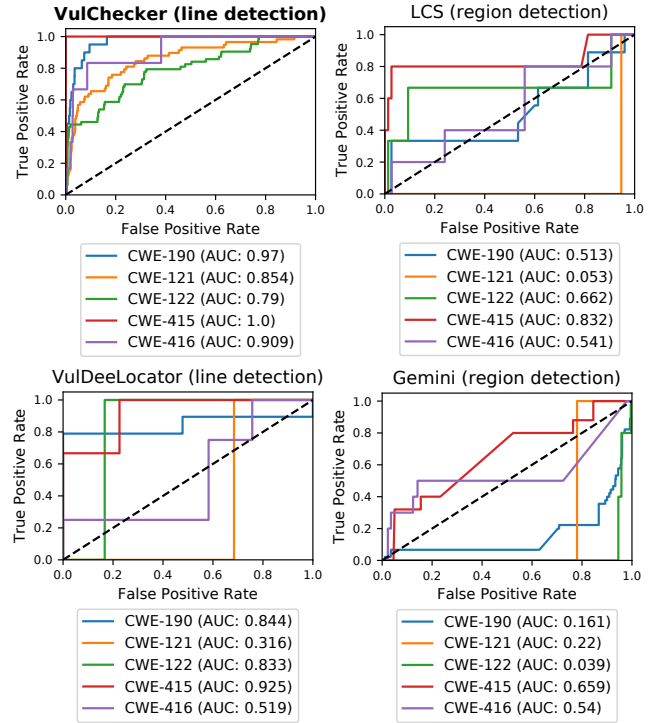 VulChecker (line detection)
True Positive Rate
1.0
0.8
0.6
0.4
0.2
0.0
0.0 0.2 0.4 0.6 0.8 1.0
False Positive Rate
CWE-190 (AUC: 0.97)
CWE-121 (AUC: 0.854)
CWE-122 (AUC: 0.79)
CWE-415 (AUC: 1.0)
CWE-416 (AUC: 0.909)
LCS (region detection)
True Positive Rate
1.0
0.8
0.6
0.4
0.2
0.0
0.0 0.2 0.4 0.6 0.8 1.0
False Positive Rate
CWE-190 (AUC: 0.513)
CWE-121 (AUC: 0.053)
CWE-122 (AUC: 0.662)
CWE-415 (AUC: 0.832)
CWE-416 (AUC: 0.541)
VulDeeLocator (line detection)
True Positive Rate
1.0
0.8
0.6
0.4
0.2
0.0
0.0 0.2 0.4 0.6 0.8 1.0
False Positive Rate
CWE-190 (AUC: 0.844)
CWE-121 (AUC: 0.316)
CWE-122 (AUC: 0.833)
CWE-415 (AUC: 0.925)
CWE-416 (AUC: 0.519)
Gemini (region detection)
True Positive Rate
1.0
0.8
0.6
0.4
0.2
0.0
0.0 0.2 0.4 0.6 0.8 1.0
False Positive Rate
CWE-190 (AUC: 0.161)
CWE-121 (AUC: 0.22)
CWE-122 (AUC: 0.039)
CWE-415 (AUC: 0.659)
CWE-416 (AUC: 0.54)